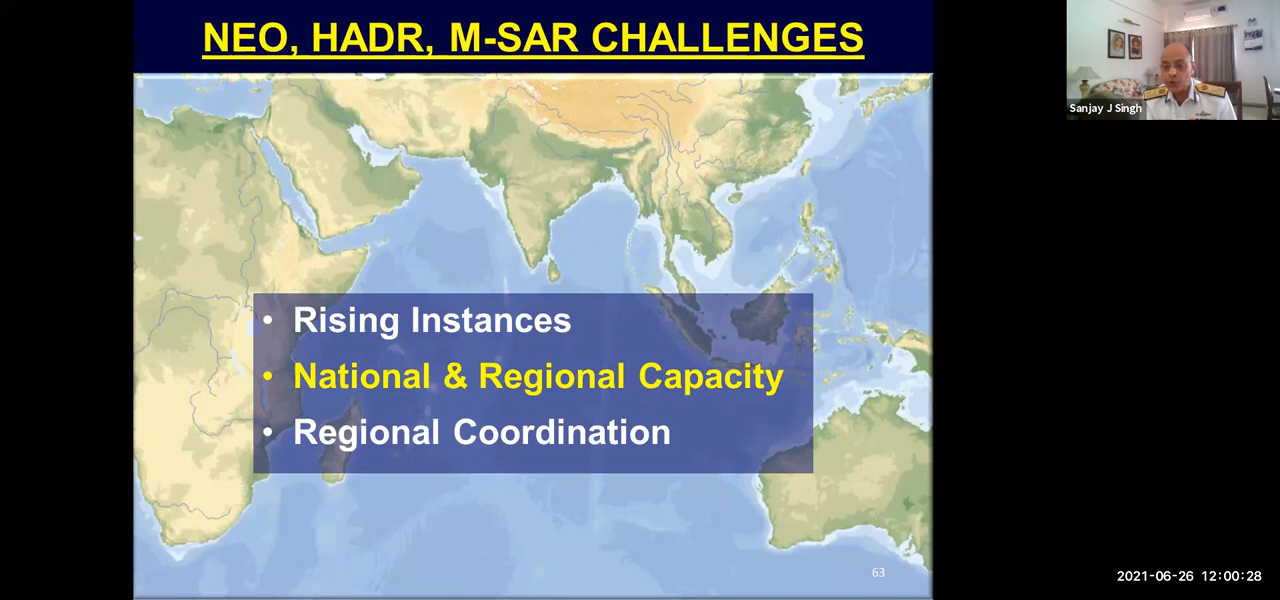 NEO, HADR, M-SAR CHALLENGES
Sanjay J Singh
• Rising Instances
• National & Regional Capacity
• Regional Coordination
63
2021-06-26 12:00:28